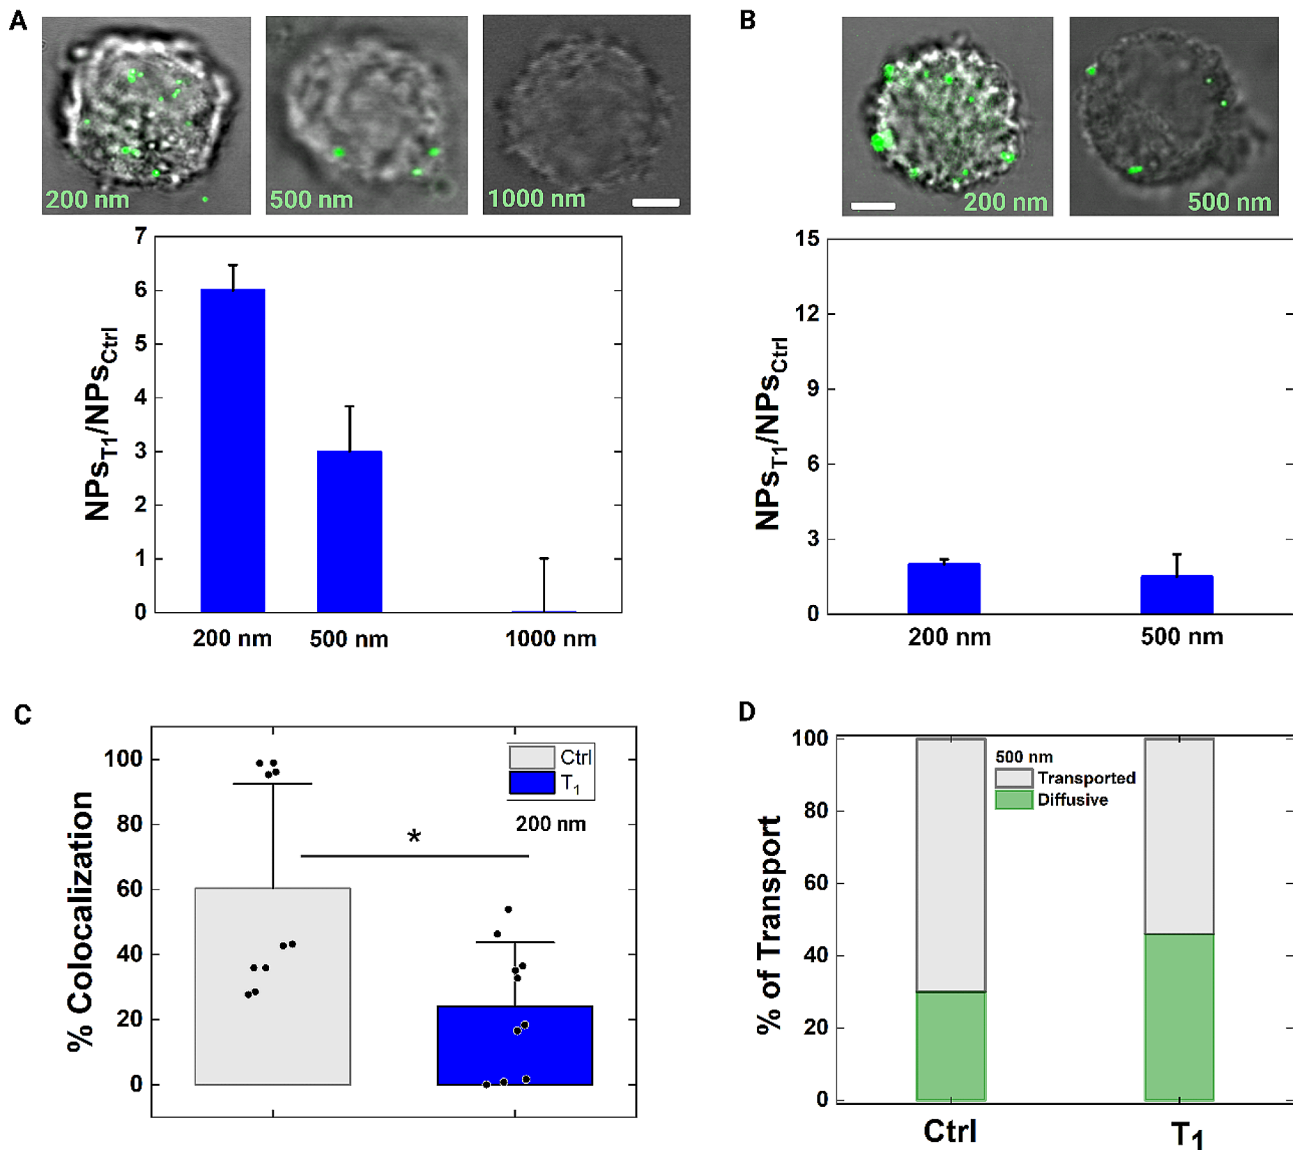 A
200 nm
500 nm
1000 nm
7
6
5
4
3
2
1
0
NPsT1/NPsCtrl
200 nm
500 nm
1000 nm
B
200 nm
500 nm
15
12
9
6
3
0
NPsT1/NPsCtrl
200 nm
500 nm
C
100
80
60
40
20
0
% Colocalization
Ctrl
T1
200 nm
*
D
100
80
60
40
20
0
% of Transport
500 nm
Transported
Diffusive
Ctrl
T1